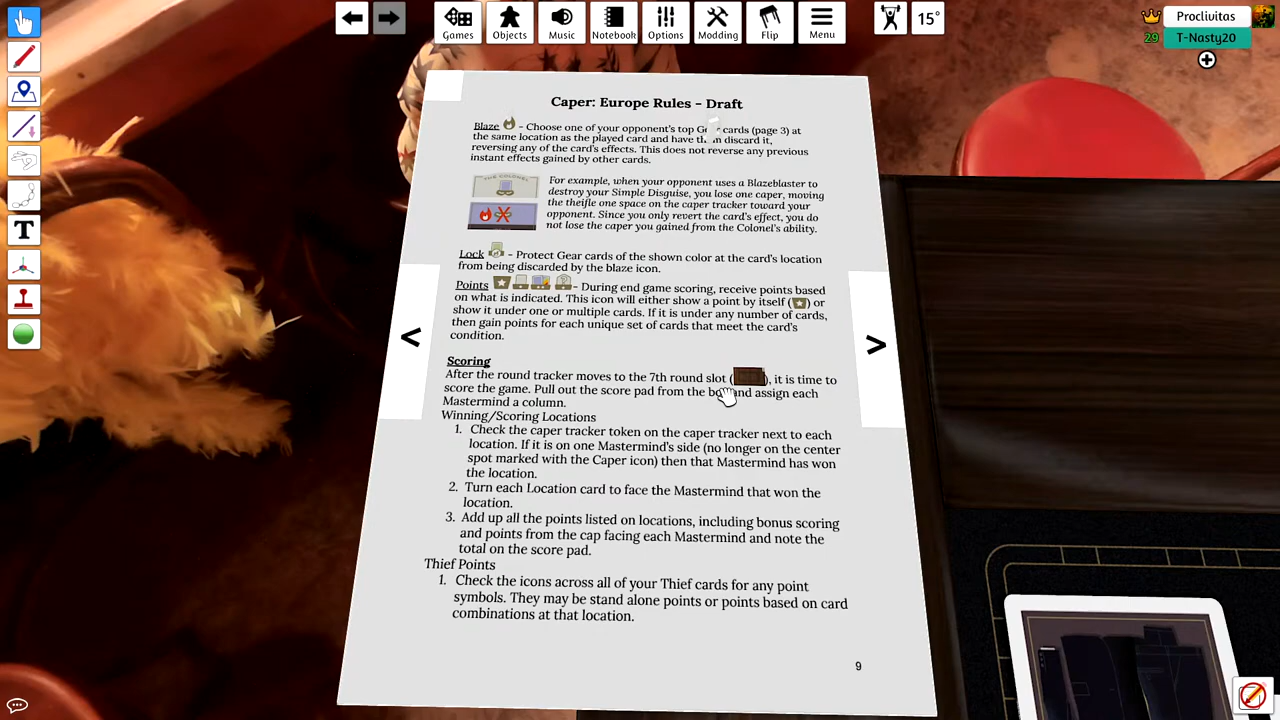 Games
Objects
Music
Notebook
Options
Modding
Flip
Menu
15°
Proclivitas
29
T-Nasty20
T
Caper: Europe Rules – Draft
Blaze – Choose one of your opponent's top cards (page 3) at
the same location as the played card and have discard it,
reversing any of the card's effects. This does not reverse any previous
instant effects gained by other cards.
THE COLONEL
For example, when your opponent uses a Blazeblaster to
destroy your Simple Disguise, you lose one caper, moving
the theifle one space on the caper tracker toward your
opponent. Since you only revert the card's effect, you do
not lose the caper you gained from the Colonel's ability.
Lock – Protect Gear cards of the shown color at the card's location
from being discarded by the blaze icon.
Points – During end game scoring, receive points based
on what is indicated. This icon will either show a point by itself ( ) or
show it under one or multiple cards. If it is under any number of cards,
then gain points for each unique set of cards that meet the card's
condition.
Scoring
After the round tracker moves to the 7th round slot ( ), it is time to
score the game. Pull out the score pad from the and assign each
Mastermind a column.
Winning/Scoring Locations
1. Check the caper tracker token on the caper tracker next to each
location. If it is on one Mastermind's side (no longer on the center
spot marked with the Caper icon) then that Mastermind has won
the location.
2. Turn each Location card to face the Mastermind that won the
location.
3. Add up all the points listed on locations, including bonus scoring
and points from the cap facing each Mastermind and note the
total on the score pad.
Thief Points
1. Check the icons across all of your Thief cards for any point
symbols. They may be stand alone points or points based on card
combinations at that location.
9
<
>